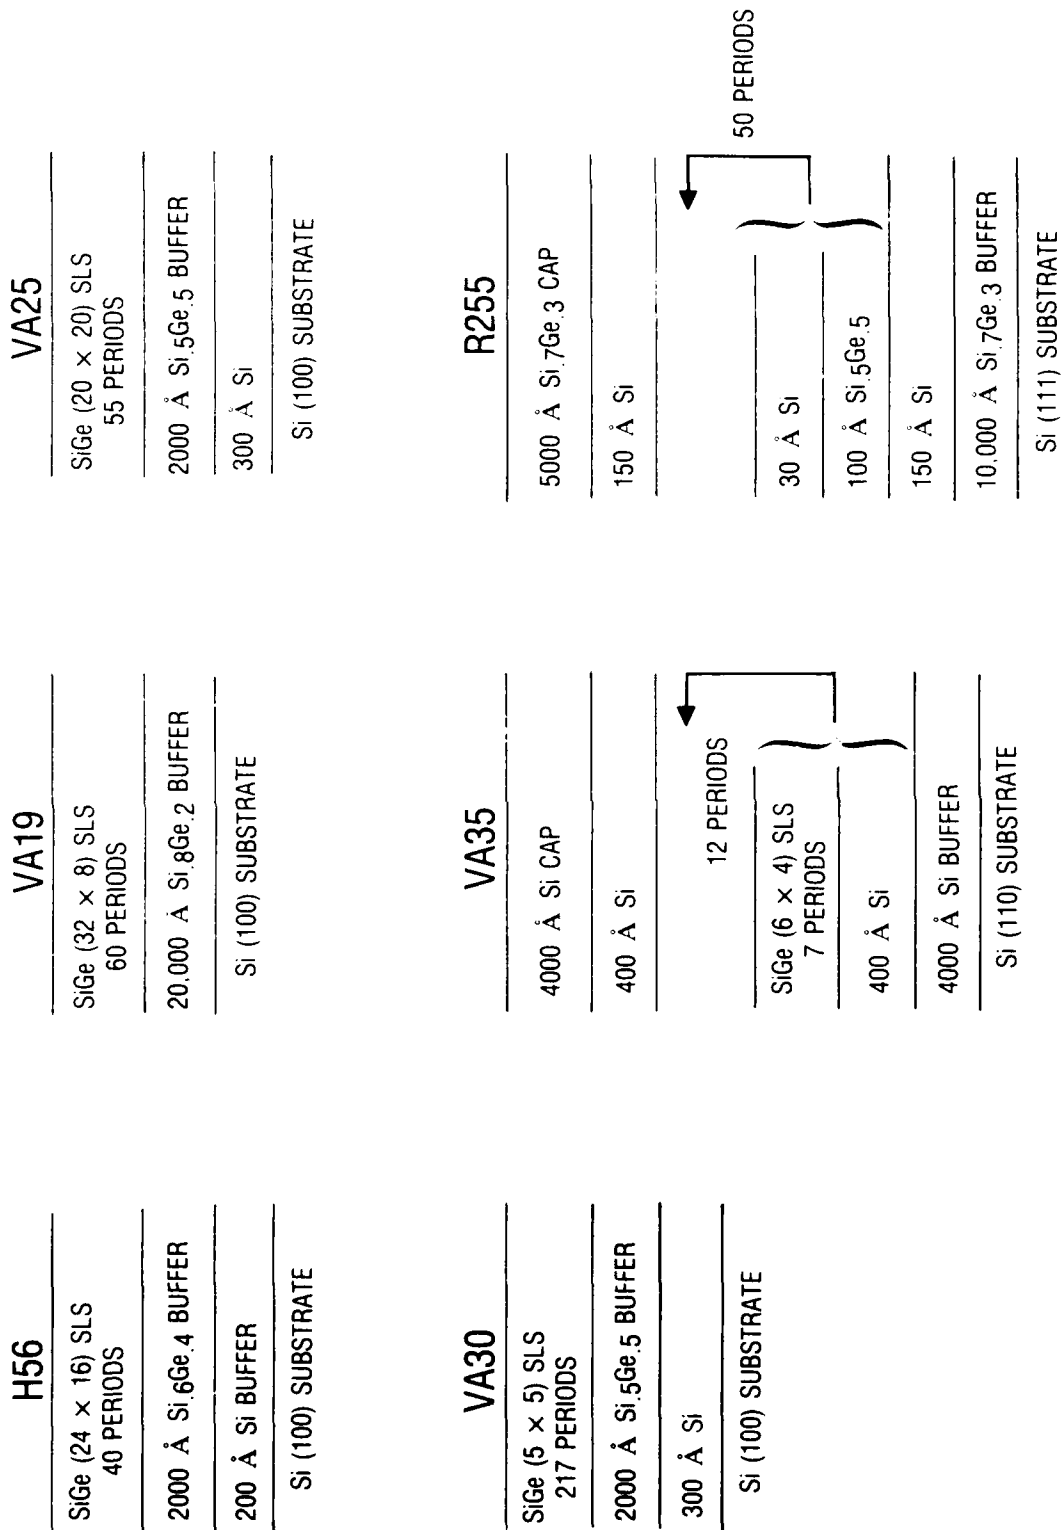 H56
SiGe (24 × 16) SLS
40 PERIODS
2000 Å Si.6Ge.4 BUFFER
200 Å Si BUFFER
Si (100) SUBSTRATE
VA19
SiGe (32 × 8) SLS
60 PERIODS
20,000 Å Si.8Ge.2 BUFFER
Si (100) SUBSTRATE
VA25
SiGe (20 × 20) SLS
55 PERIODS
2000 Å Si.5Ge.5 BUFFER
300 Å Si
Si (100) SUBSTRATE
VA30
SiGe (5 × 5) SLS
217 PERIODS
2000 Å Si.5Ge.5 BUFFER
300 Å Si
Si (100) SUBSTRATE
VA35
4000 Å Si CAP
400 Å Si
12 PERIODS
SiGe (6 × 4) SLS
7 PERIODS
400 Å Si
4000 Å Si BUFFER
Si (110) SUBSTRATE
R255
5000 Å Si.7Ge.3 CAP
150 Å Si
50 PERIODS
30 Å Si
100 Å Si.5Ge.5
150 Å Si
10,000 Å Si.7Ge.3 BUFFER
Si (111) SUBSTRATE